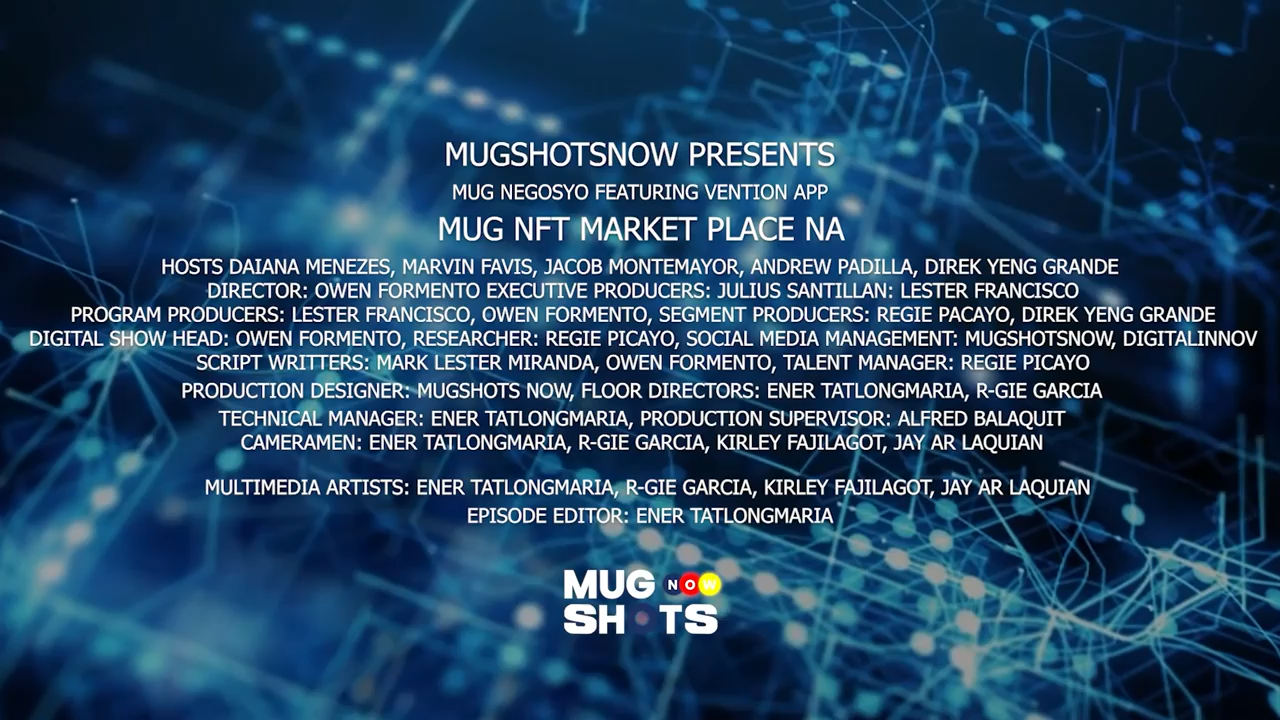 MUGSHOTSNOW PRESENTS
MUG NEGOSYO FEATURING VENTION APP
MUG NFT MARKET PLACE NA
HOSTS DAIANA MENEZES, MARVIN FAVIS, JACOB MONTEMAYOR, ANDREW PADILLA, DIREK YENG GRANDE
DIRECTOR: OWEN FORMENTO EXECUTIVE PRODUCERS: JULIUS SANTILLAN: LESTER FRANCISCO
PROGRAM PRODUCERS: LESTER FRANCISCO, OWEN FORMENTO, SEGMENT PRODUCERS: REGIE PACAYO, DIREK YENG GRANDE
DIGITAL SHOW HEAD: OWEN FORMENTO, RESEARCHER: REGIE PICAYO, SOCIAL MEDIA MANAGEMENT: MUGSHOTSNOW, DIGITALINNOV
SCRIPT WRITTERS: MARK LESTER MIRANDA, OWEN FORMENTO, TALENT MANAGER: REGIE PICAYO
PRODUCTION DESIGNER: MUGSHOTS NOW, FLOOR DIRECTORS: ENER TATLONGMARIA, R-GIE GARCIA
TECHNICAL MANAGER: ENER TATLONGMARIA, PRODUCTION SUPERVISOR: ALFRED BALAQUIT
CAMERAMEN: ENER TATLONGMARIA, R-GIE GARCIA, KIRLEY FAJILAGOT, JAY AR LAQUIAN
MULTIMEDIA ARTISTS: ENER TATLONGMARIA, R-GIE GARCIA, KIRLEY FAJILAGOT, JAY AR LAQUIAN
EPISODE EDITOR: ENER TATLONGMARIA
MUG NOW
SHOTS